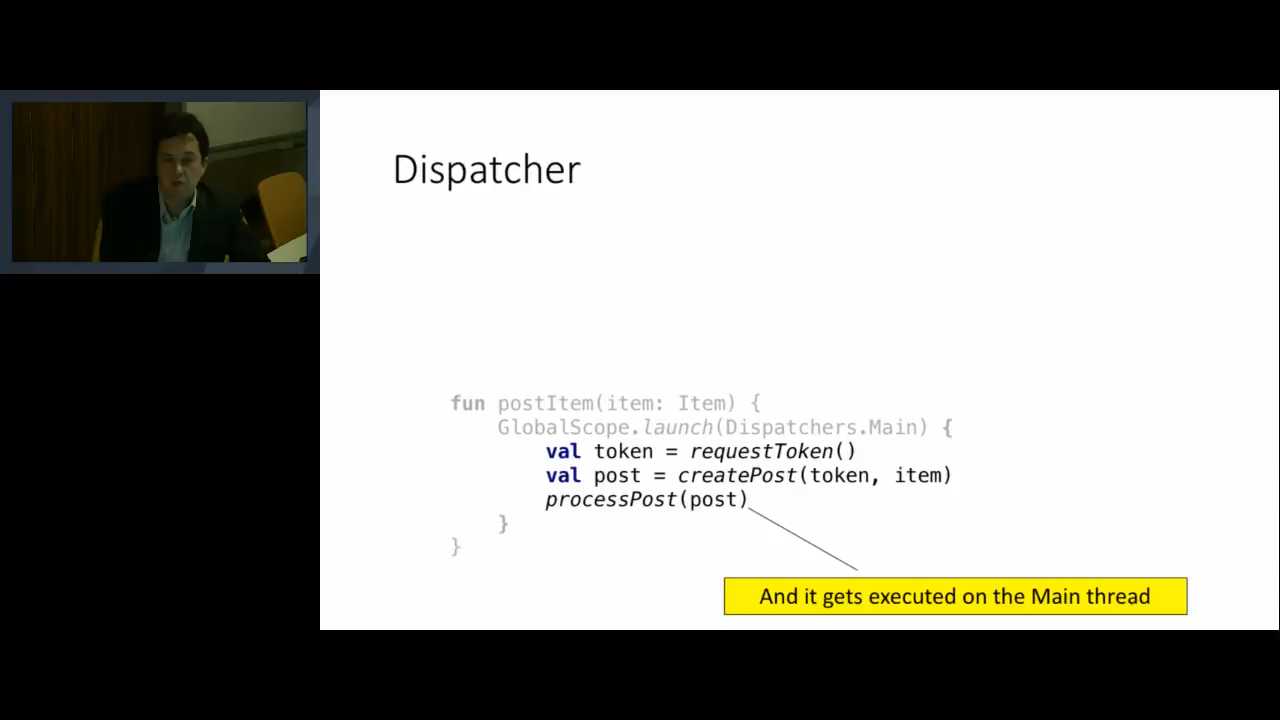 Dispatcher
fun postItem(item: Item) {
GlobalScope.launch(Dispatchers.Main) {
val token = requestToken()
val post = createPost(token, item)
processPost(post)
}
}
And it gets executed on the Main thread